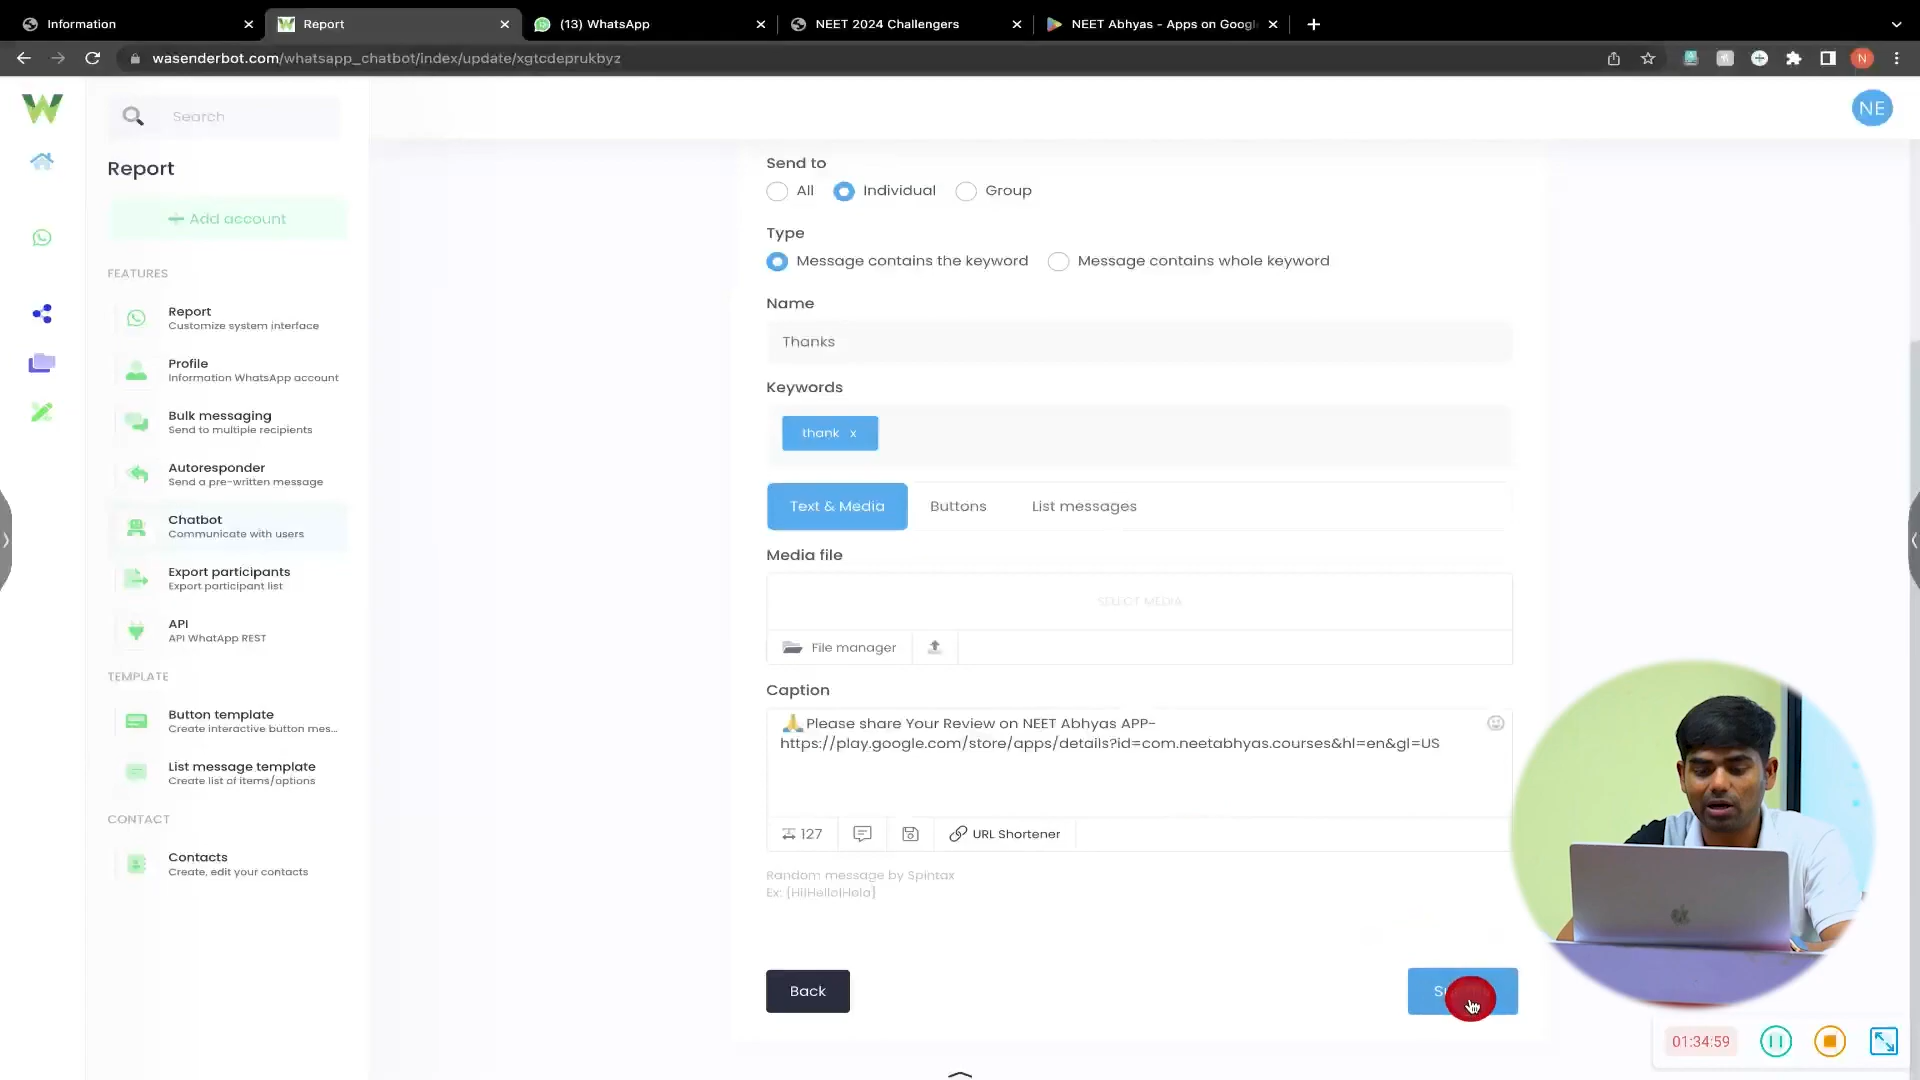 Information
Report
(13) WhatsApp
NEET 2024 Challengers
NEET Abhyas - Apps on Googl
wasenderbot.com/whatsapp_chatbot/index/update/xgtcdeprukbyz
N
Search
NE
Report
+ Add account
FEATURES
Report
Customize system interface
Profile
Information WhatsApp account
Bulk messaging
Send to multiple recipients
Autoresponder
Send a pre-written message
Chatbot
Communicate with users
Export participants
Export participant list
API
API WhatApp REST
TEMPLATE
Button template
Create interactive button mes...
List message template
Create list of items/options
CONTACT
Contacts
Create, edit your contacts
Send to
All Individual Group
Type
Message contains the keyword Message contains whole keyword
Name
Thanks
Keywords
thank x
Text & Media Buttons List messages
Media file
SELECT MEDIA
File manager
Caption
🙏Please share Your Review on NEET Abhyas APP-
https://play.google.com/store/apps/details?id=com.neetabhyas.courses&hl=en&gl=US
127
URL Shortener
Random message by Spintax
Ex: {Hi|Hello|Hola}
Back
01:34:59